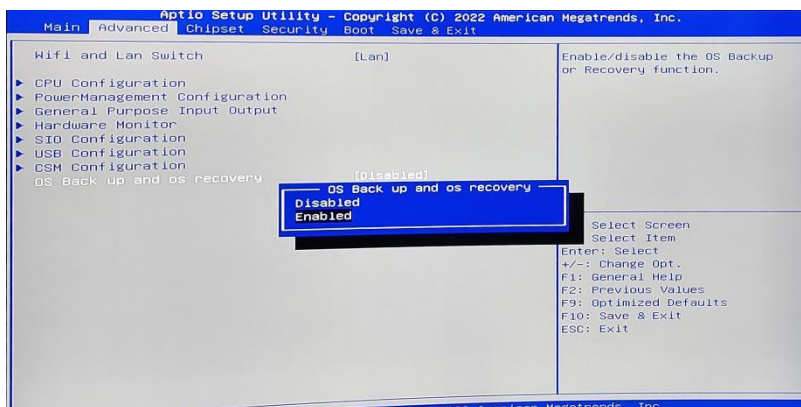 Aptio Setup Utility – Copyright (C) 2022 American Megatrends, Inc.
Main Advanced Chipset Security Boot Save & Exit
Wifi and Lan Switch [Lan]
CPU Configuration
PowerManagement Configuration
General Purpose Input Output
Hardware Monitor
SIO Configuration
USB Configuration
CSM Configuration
OS Back up and os recovery [Disabled]
OS Back up and os recovery
Disabled
Enabled
Enable/disable the OS Backup
or Recovery function.
Select Screen
Select Item
Enter: Select
+/-: Change Opt.
F1: General Help
F2: Previous Values
F9: Optimized Defaults
F10: Save & Exit
ESC: Exit
American Megatrends, Inc.